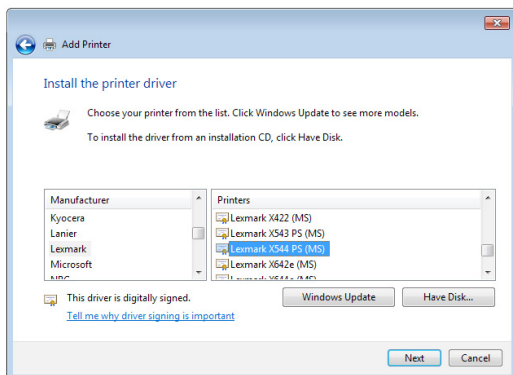 Add Printer
Install the printer driver
Choose your printer from the list. Click Windows Update to see more models.
To install the driver from an installation CD, click Have Disk.
Manufacturer
Kyocera
Lanier
Lexmark
Microsoft
Printers
Lexmark X422 (MS)
Lexmark X543 PS (MS)
Lexmark X544 PS (MS)
Lexmark X642e (MS)
This driver is digitally signed.
Tell me why driver signing is important
Windows Update
Have Disk...
Next
Cancel